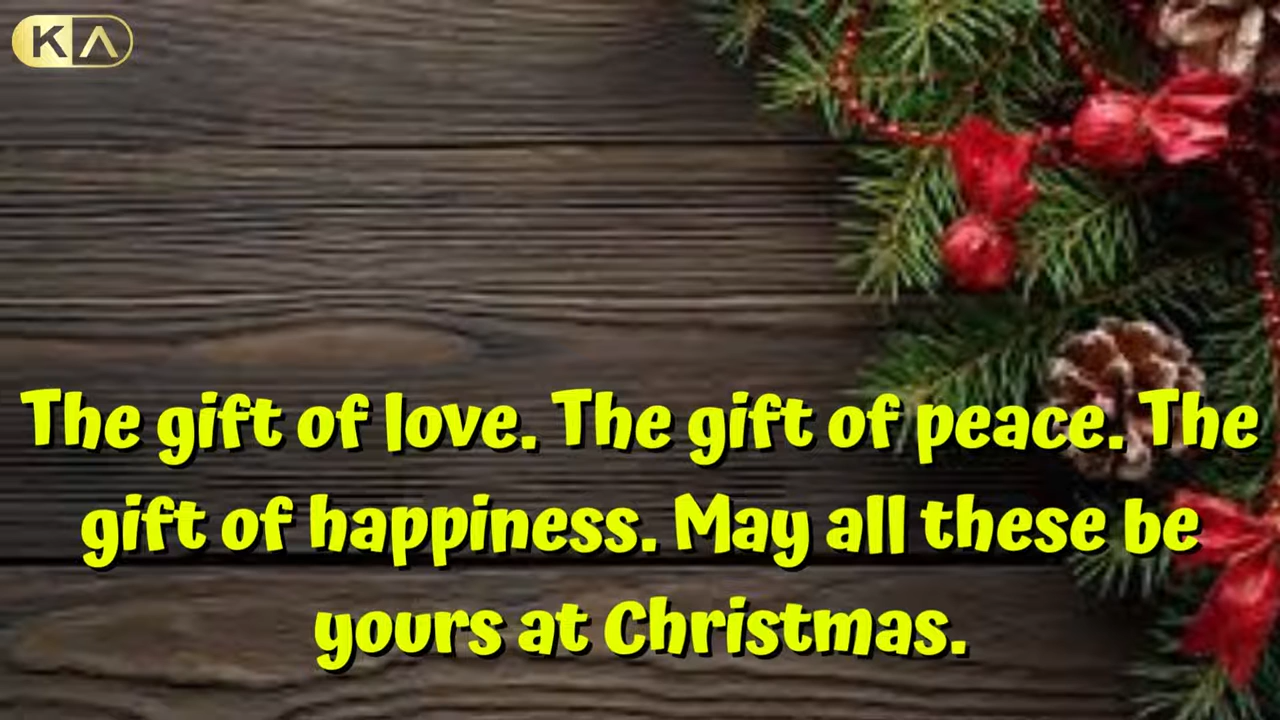 KΛ
The gift of love. The gift of peace. The
gift of happiness. May all these be
yours at Christmas.